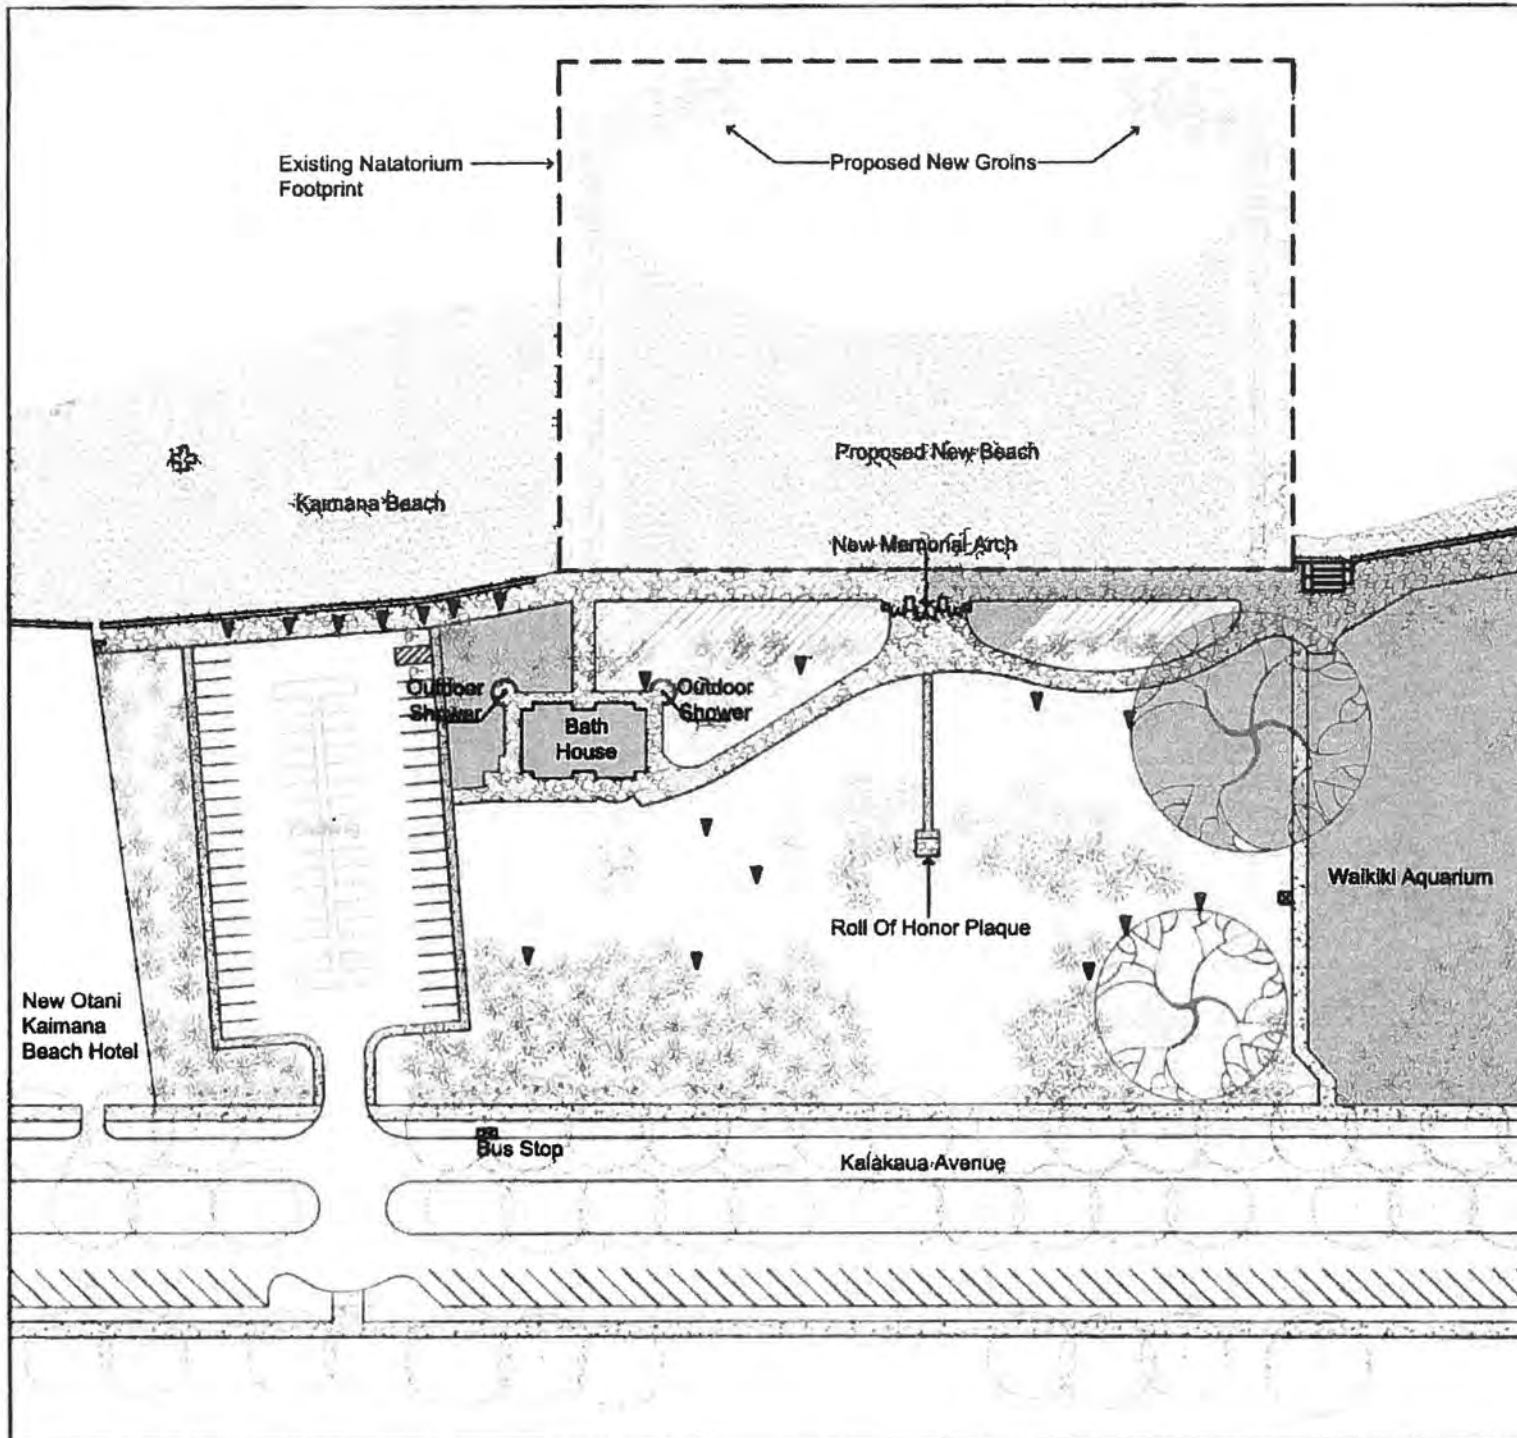 Existing Natatorium
Footprint
Proposed New Groins
Proposed New Beach
Kaimana Beach
New Memorial Arch
Outdoor
Shower
Outdoor
Shower
Bath
House
Parking
Waikiki Aquarium
Roll Of Honor Plaque
New Otani
Kaimana
Beach Hotel
Bus Stop
Kalakaua Avenue